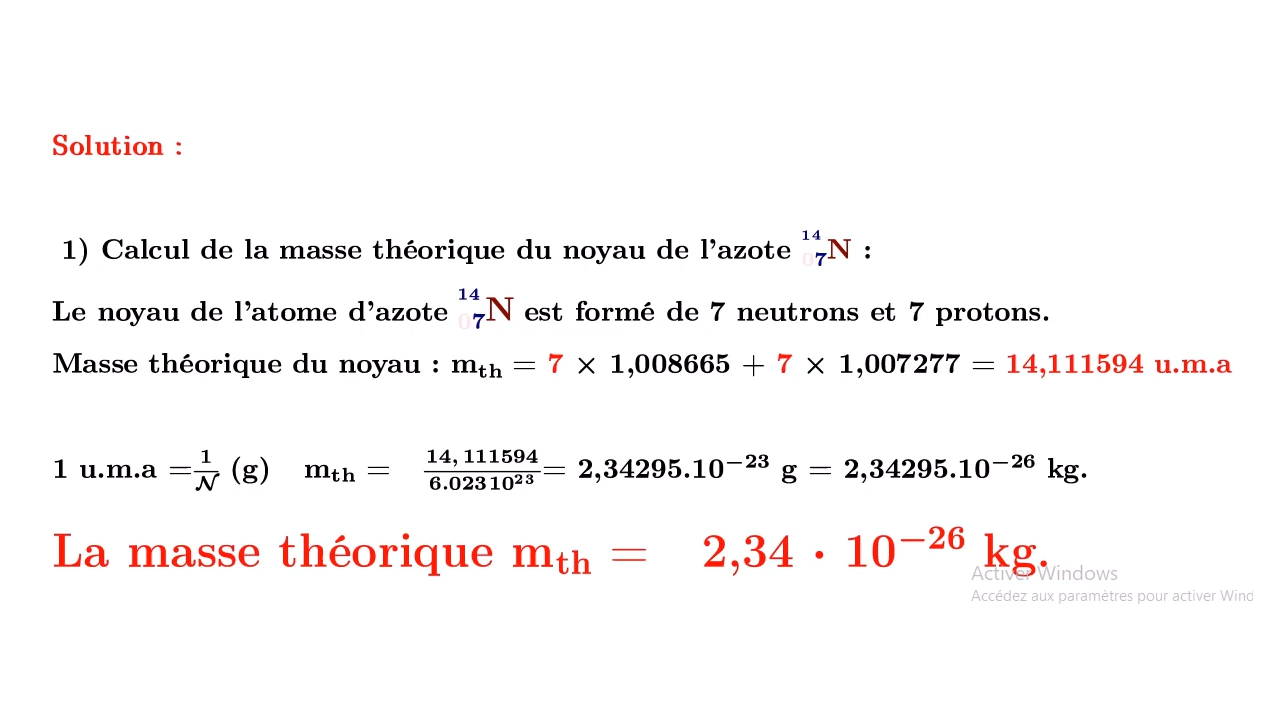 Solution :
1) Calcul de la masse théorique du noyau de l'azote ¹⁴₀₇N :
Le noyau de l'atome d'azote ¹⁴₀₇N est formé de 7 neutrons et 7 protons.
Masse théorique du noyau : mₜₕ = 7 × 1,008665 + 7 × 1,007277 = 14,111594 u.m.a
1 u.m.a = 1/𝒩 (g) mₜₕ = 14, 111594/6.023 10²³ = 2,34295.10⁻²³ g = 2,34295.10⁻²⁶ kg.
La masse théorique mₜₕ = 2,34 · 10⁻²⁶ kg.
Activer Windows
Accédez aux paramètres pour activer Wind